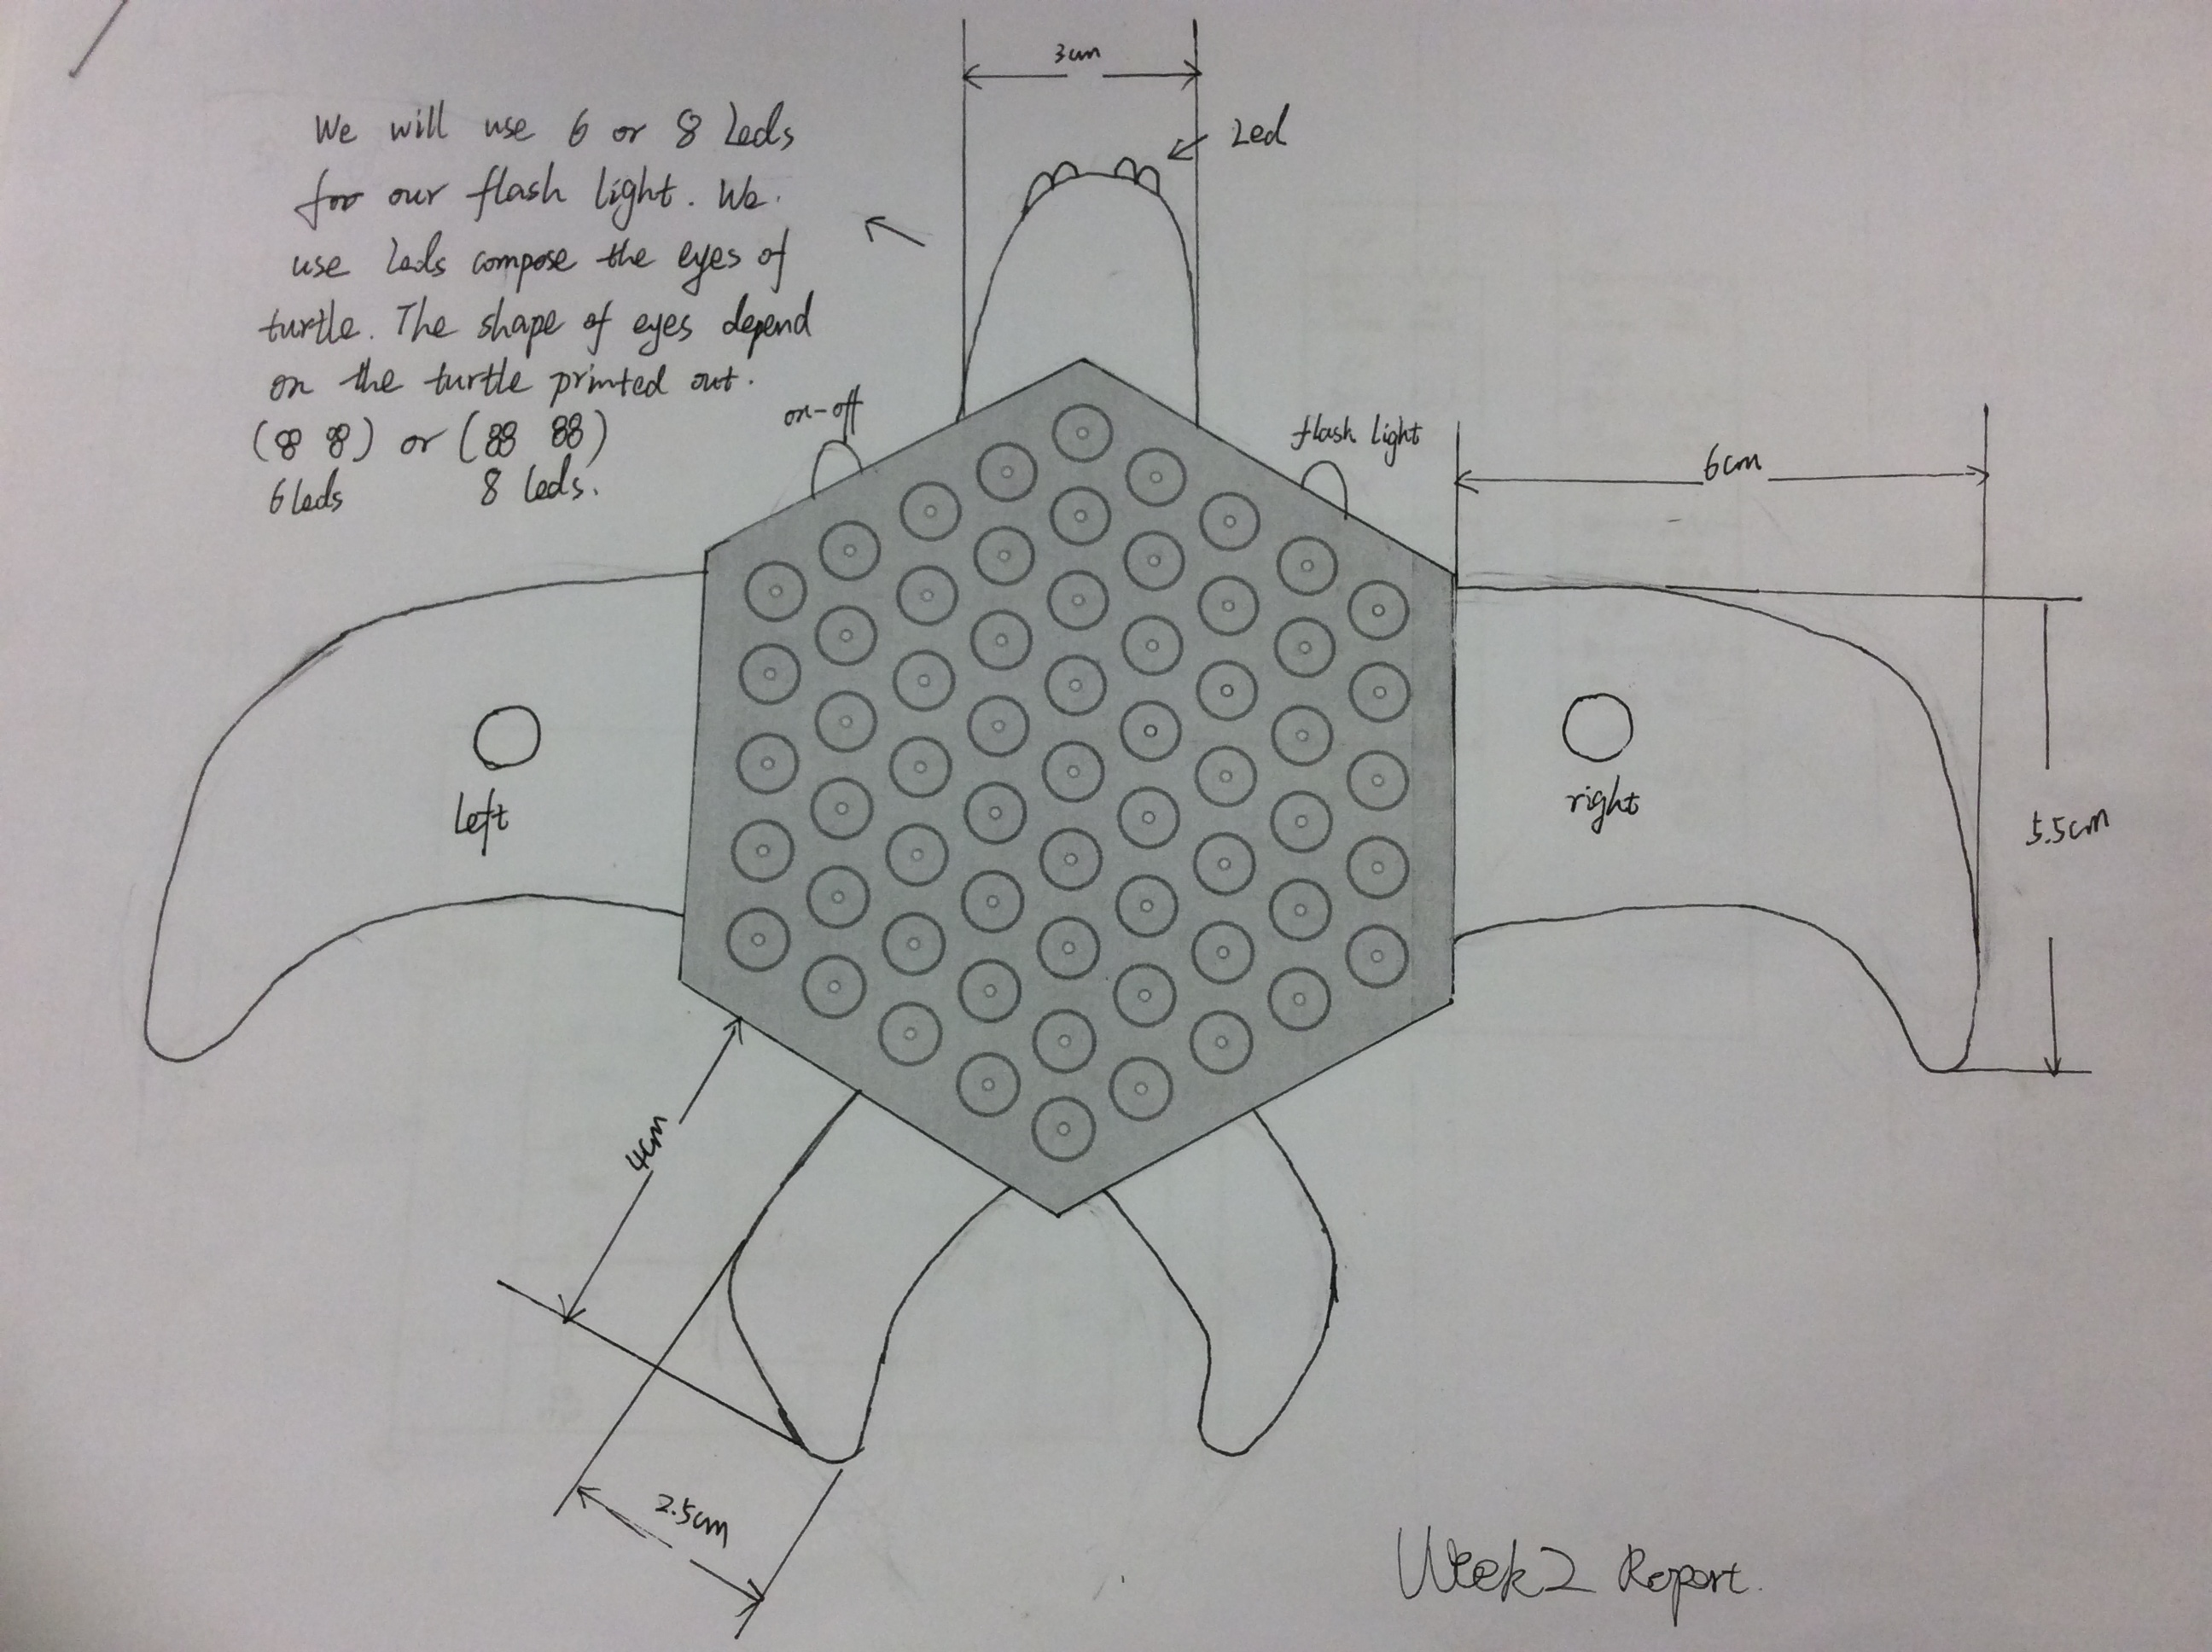 3cm
Led
We will use 6 or 8 Leds
for our flash light. We
use Leds compose the eyes of
turtle. The shape of eyes depend
on the turtle printed out.
(88 88) or (88 88)
6 leds 8 leds.
on-off
flash light
6cm
left
right
5.5cm
4cm
2.5cm
Week2 Report.